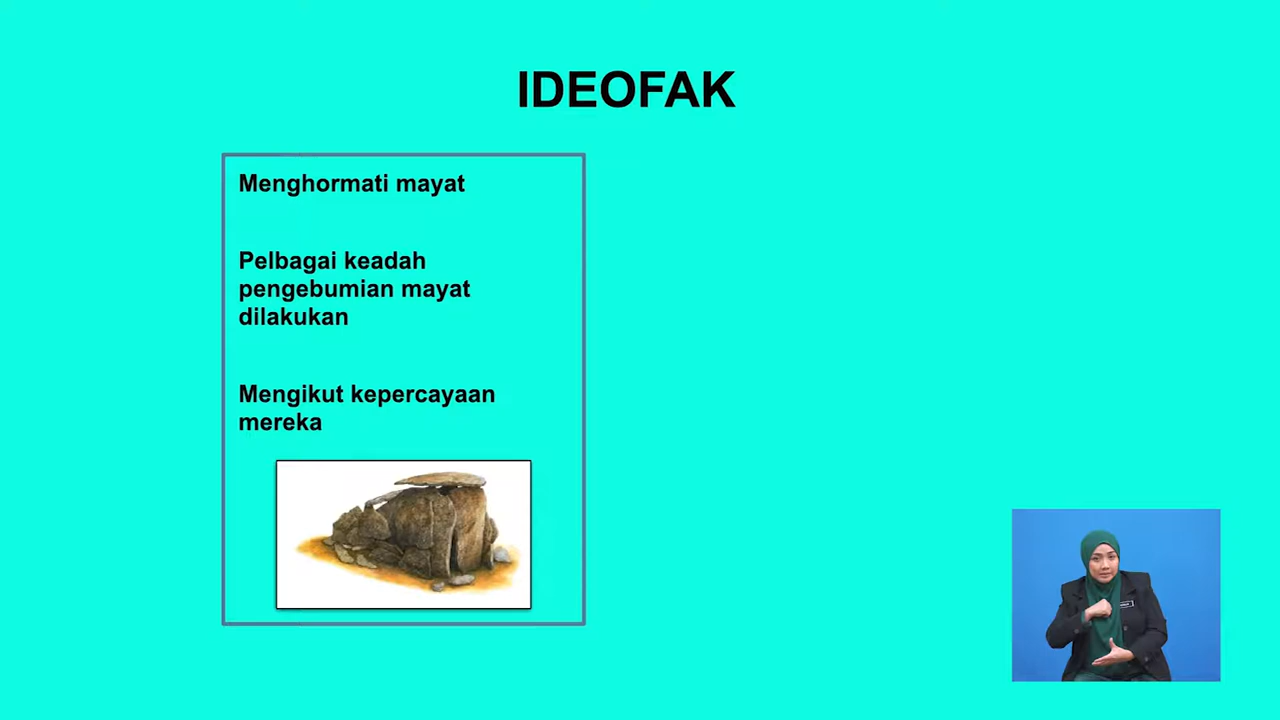 IDEOFAK
Menghormati mayat
Pelbagai keadah
pengebumian mayat
dilakukan
Mengikut kepercayaan
mereka